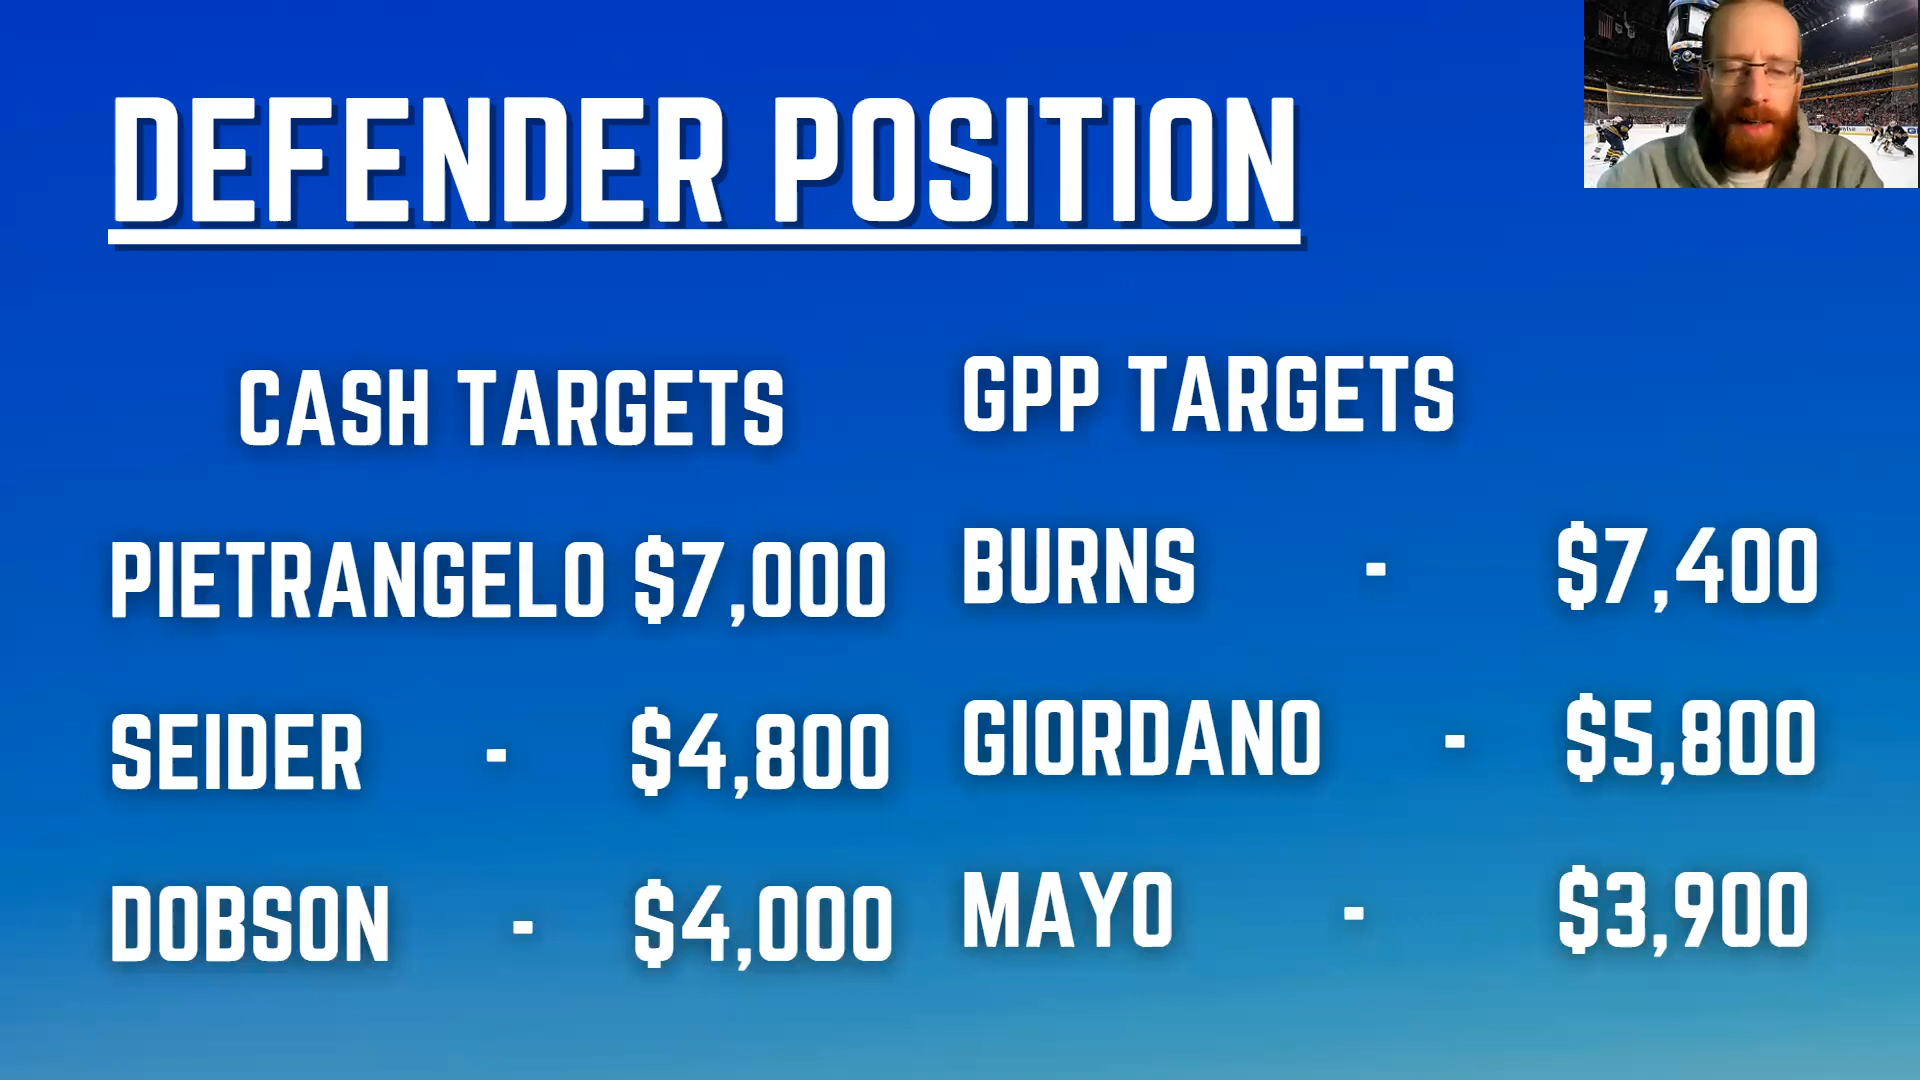 DEFENDER POSITION
CASH TARGETS
PIETRANGELO $7,000
SEIDER - $4,800
DOBSON - $4,000
GPP TARGETS
BURNS - $7,400
GIORDANO - $5,800
MAYO - $3,900